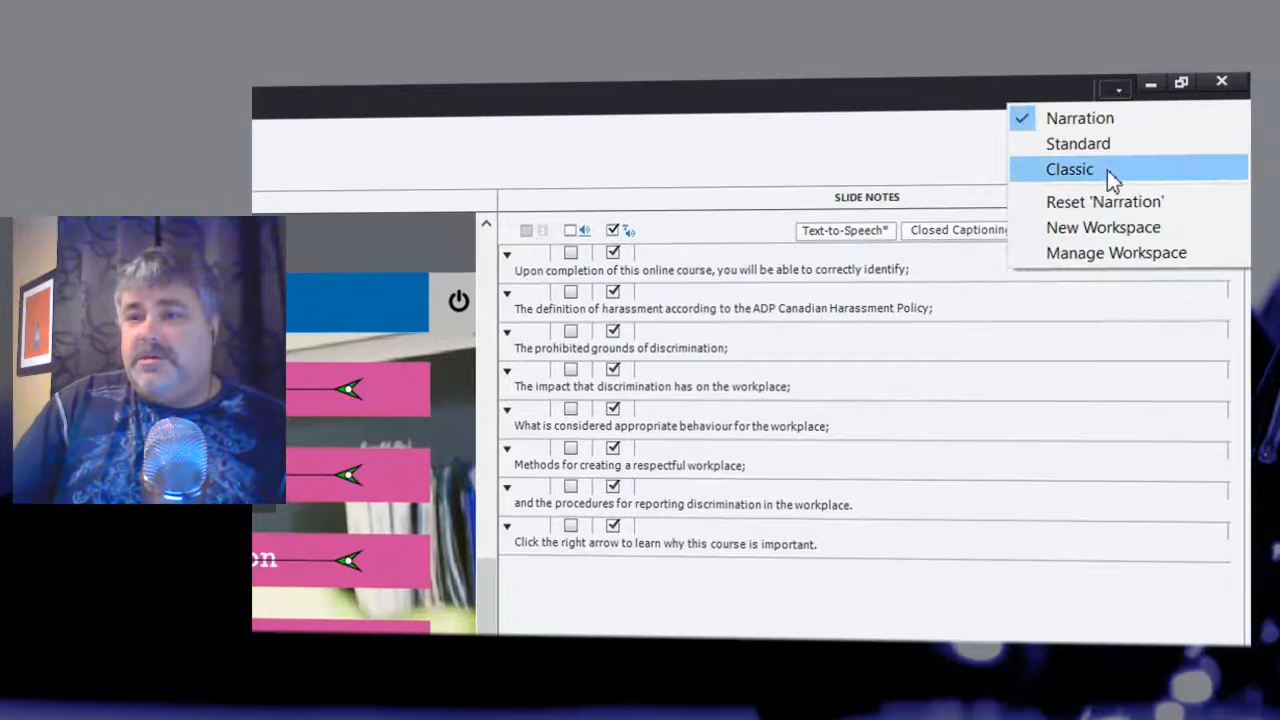 Narration
Standard
Classic
Reset 'Narration'
New Workspace
Manage Workspace
SLIDE NOTES
Text-to-Speech* Closed Captioning
Upon completion of this online course, you will be able to correctly identify;
The definition of harassment according to the ADP Canadian Harassment Policy;
The prohibited grounds of discrimination;
The impact that discrimination has on the workplace;
What is considered appropriate behaviour for the workplace;
Methods for creating a respectful workplace;
and the procedures for reporting discrimination in the workplace.
Click the right arrow to learn why this course is important.
on